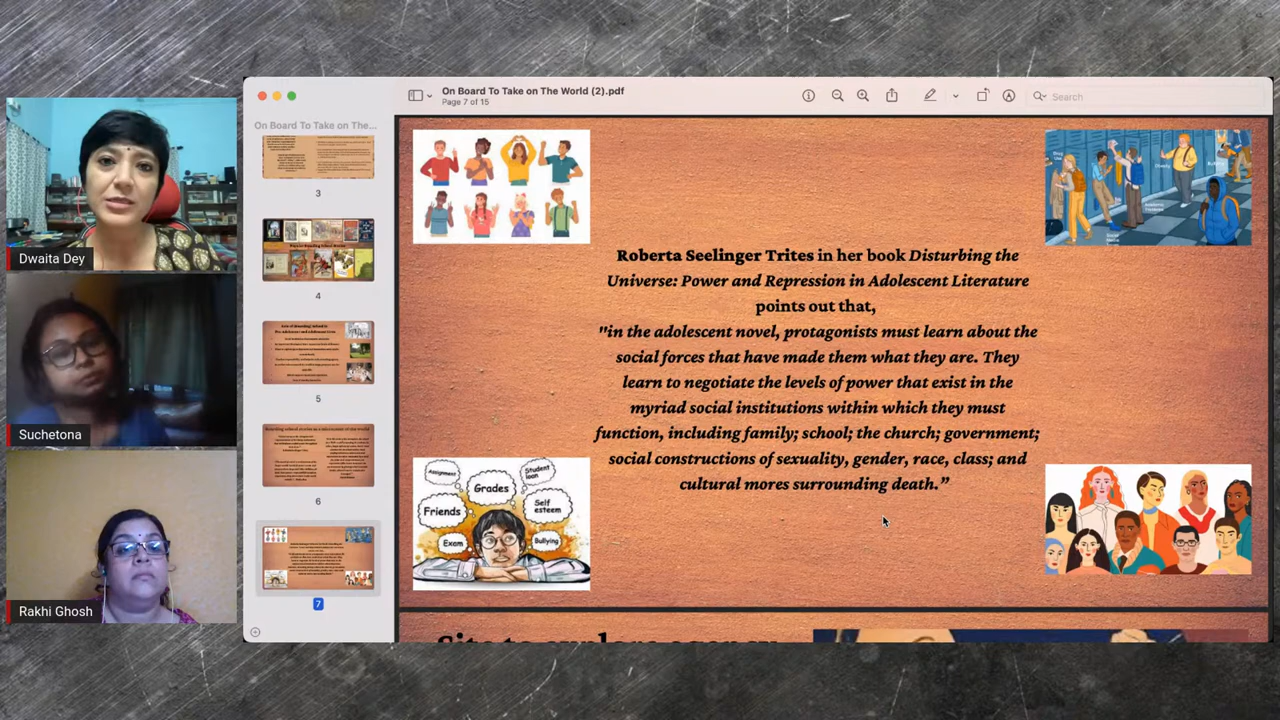 Dwaita Dey
Suchetona
Rakhi Ghosh
On Board To Take on The World (2).pdf
Page 7 of 15
Search
On Board To Take on The...
3
4
5
6
7
Roberta Seelinger Trites in her book Disturbing the
Universe: Power and Repression in Adolescent Literature
points out that,
"in the adolescent novel, protagonists must learn about the
social forces that have made them what they are. They
learn to negotiate the levels of power that exist in the
myriad social institutions within which they must
function, including family; school; the church; government;
social constructions of sexuality, gender, race, class; and
cultural mores surrounding death.”
Assignment
Student
loan
Grades
Friends
Self
esteem
Exam
Bullying